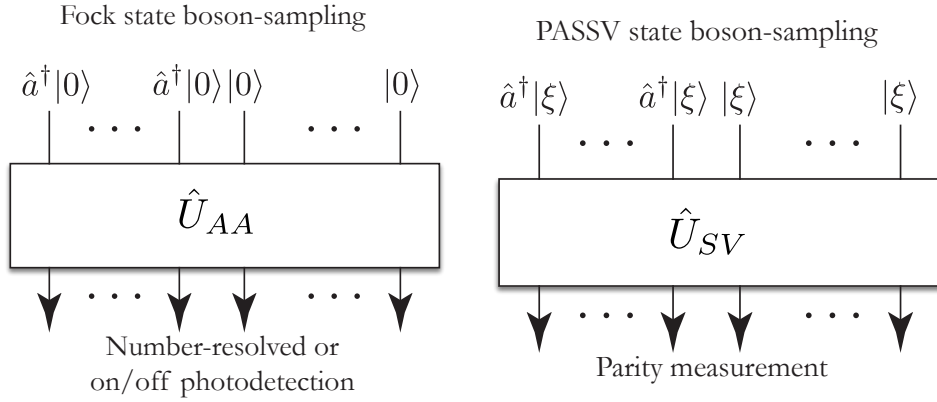 Fock state boson-sampling
â†|0⟩ â†|0⟩ |0⟩ |0⟩
· · · · · ·
Û_AA
· · · · · ·
Number-resolved or
on/off photodetection
PASSV state boson-sampling
â†|ξ⟩ â†|ξ⟩ |ξ⟩ |ξ⟩
· · · · · ·
Û_SV
· · · · · ·
Parity measurement